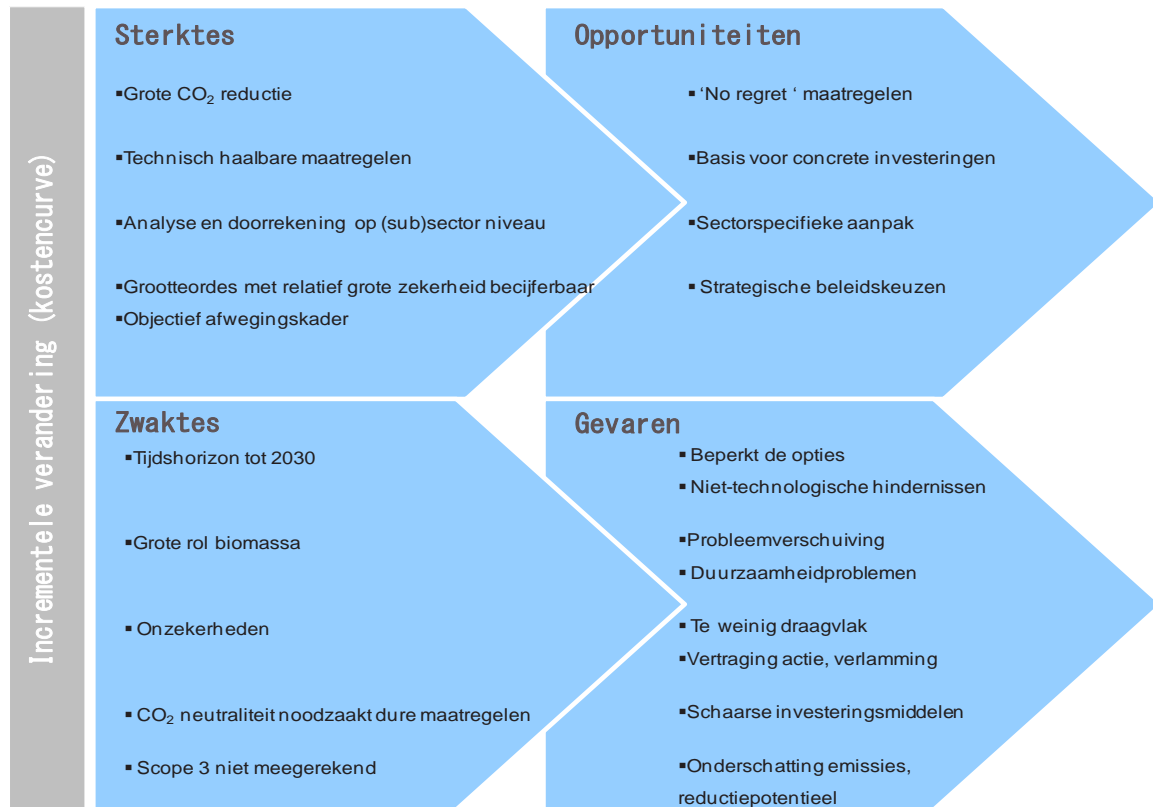 Incrementele verandering (kostencurve)
Sterktes
▪Grote CO₂ reductie
▪Technisch haalbare maatregelen
▪Analyse en doorrekening op (sub)sector niveau
▪Grootteordes met relatief grote zekerheid becijferbaar
▪Objectief afwegingskader
Opportuniteiten
▪ ‘No regret ‘ maatregelen
▪Basis voor concrete investeringen
▪Sectorspecifieke aanpak
▪ Strategische beleidskeuzen
Zwaktes
▪Tijdshorizon tot 2030
▪Grote rol biomassa
▪ Onzekerheden
▪ CO₂ neutraliteit noodzaakt dure maatregelen
▪ Scope 3 niet meegerekend
Gevaren
▪ Beperkt de opties
▪ Niet-technologische hindernissen
▪Probleemverschuiving
▪ Duurzaamheidproblemen
▪ Te weinig draagvlak
▪Vertraging actie, verlamming
▪Schaarse investeringsmiddelen
▪Onderschatting emissies,
reductiepotentieel